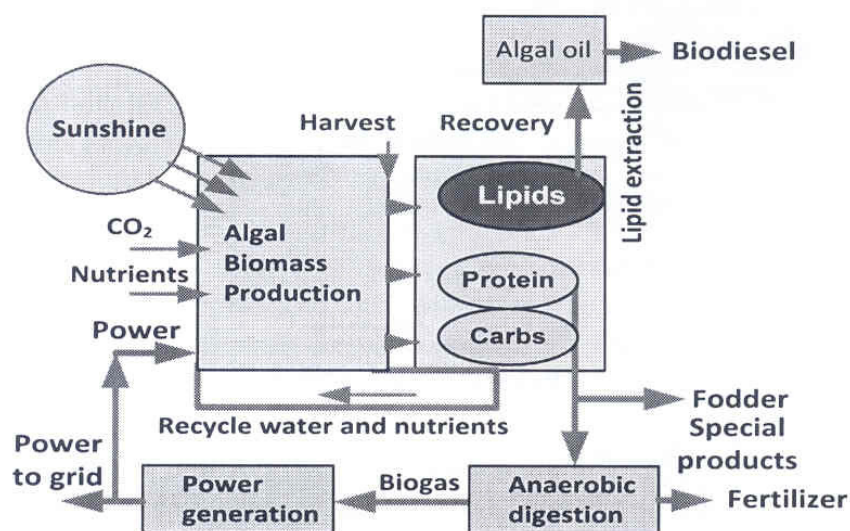 Algal oil
Biodiesel
Sunshine
Harvest
Recovery
Lipid extraction
Lipids
CO₂
Algal
Biomass
Production
Nutrients
Protein
Power
Carbs
Fodder
Special
products
Recycle water and nutrients
Power
to grid
Power
generation
Biogas
Anaerobic
digestion
Fertilizer